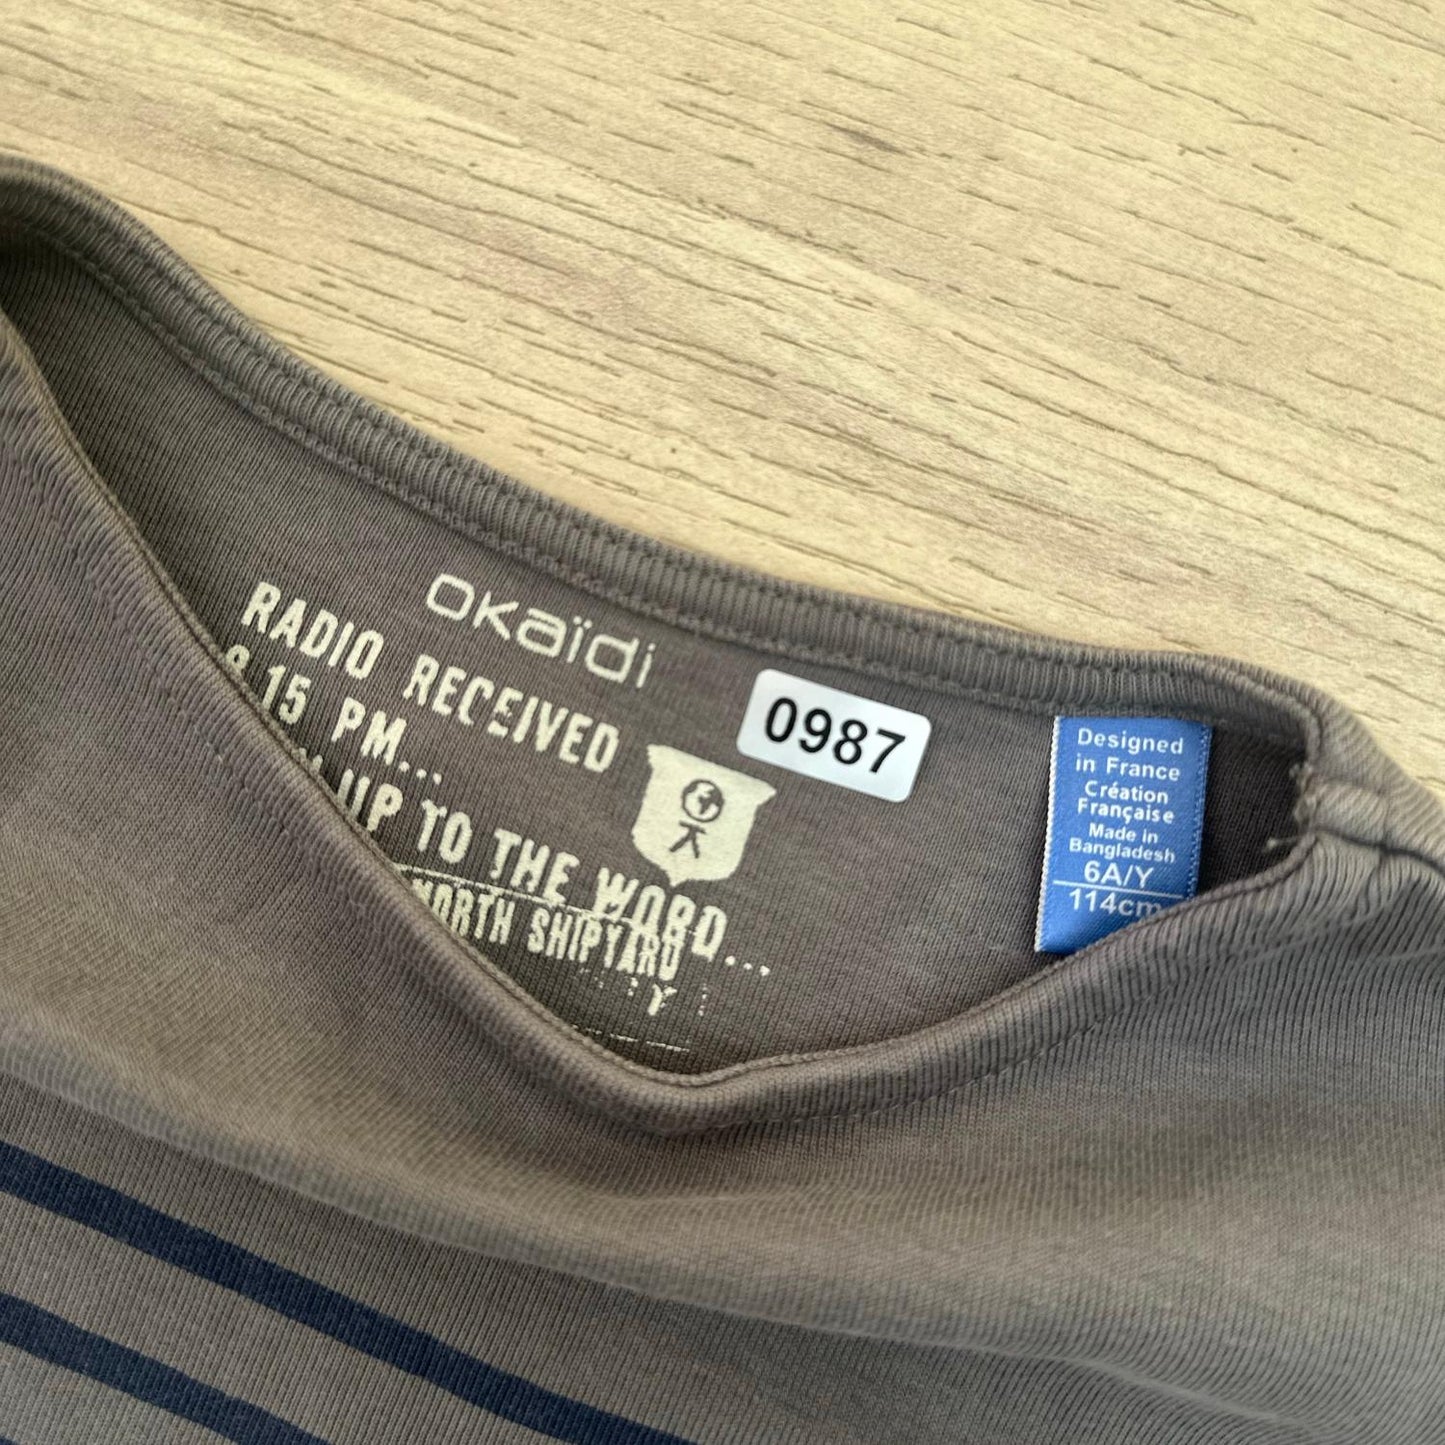 OKaïdi
RADIO RECEIVED
15 PM...
UP TO THE WORD...
NORTH SHIPYARD
0987
Designed
in France
Création
Française
Made in
Bangladesh
6A/Y
114cm